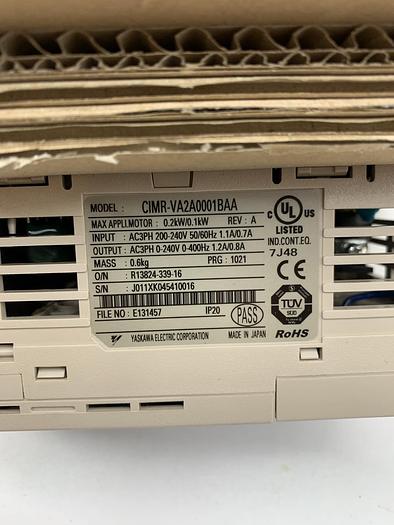 MODEL : CIMR-VA2A0001BAA
MAX APPLI.MOTOR : 0.2kW/0.1kW REV : A
INPUT : AC3PH 200-240V 50/60Hz 1.1A/0.7A
OUTPUT : AC3PH 0-240V 0-400Hz 1.2A/0.8A
MASS : 0.6kg PRG : 1021
O/N : R13824-339-16
S/N : J011XK045410016
FILE NO : E131457 IP20 PASS
YASKAWA ELECTRIC CORPORATION MADE IN JAPAN
C UL US
LISTED
IND.CONT.EQ.
7J48
CE
TÜV
SÜD
RoHS